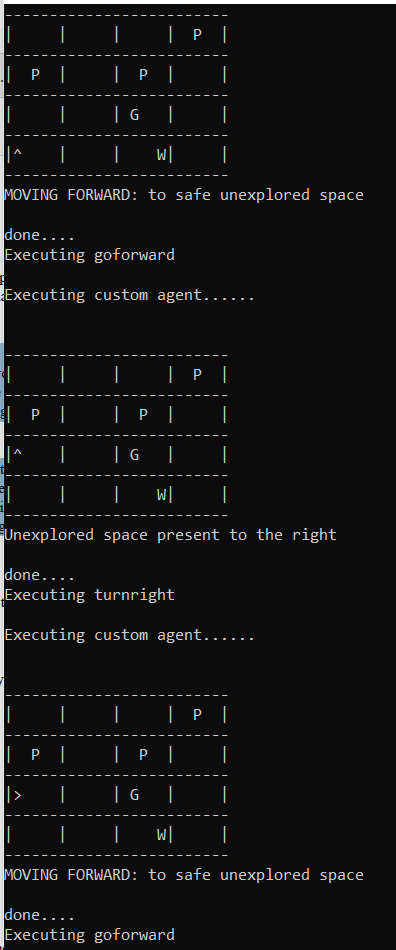 -------------------------
|     |     |     |  P  |
-------------------------
|  P  |     |  P  |     |
-------------------------
|     |     | G   |     |
-------------------------
|^    |     |    W|     |
-------------------------
MOVING FORWARD: to safe unexplored space
done....
Executing goforward
Executing custom agent......
-------------------------
|     |     |     |  P  |
-------------------------
|  P  |     |  P  |     |
-------------------------
|^    |     | G   |     |
-------------------------
|     |     |    W|     |
-------------------------
Unexplored space present to the right
done....
Executing turnright
Executing custom agent......
-------------------------
|     |     |     |  P  |
-------------------------
|  P  |     |  P  |     |
-------------------------
|>    |     | G   |     |
-------------------------
|     |     |    W|     |
-------------------------
MOVING FORWARD: to safe unexplored space
done....
Executing goforward